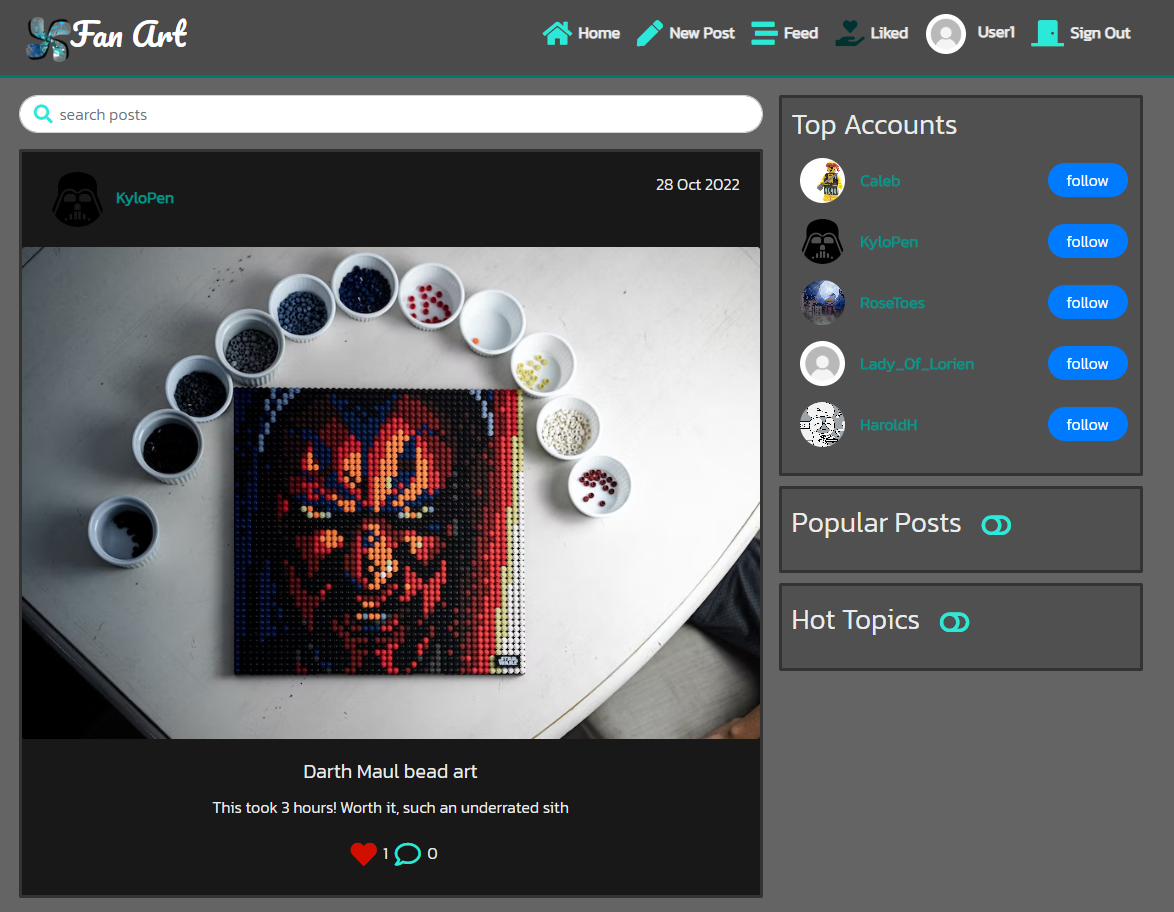 Fan Art
Home
New Post
Feed
Liked
User1
Sign Out
search posts
KyloPen
28 Oct 2022
STAR
WARS
Darth Maul bead art
This took 3 hours! Worth it, such an underrated sith
1 0
Top Accounts
Caleb follow
KyloPen follow
RoseToes follow
Lady_Of_Lorien follow
HaroldH follow
Popular Posts
Hot Topics